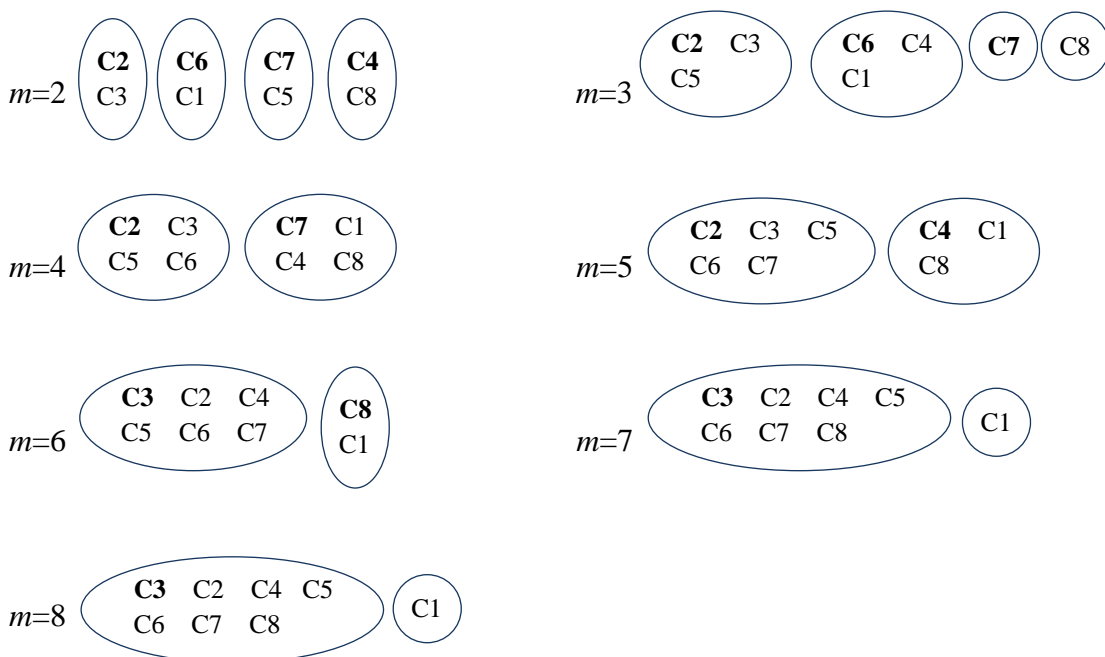 m=2
C2
C3
C6
C1
C7
C5
C4
C8
m=3
C2 C3
C5
C6 C4
C1
C7
C8
m=4
C2 C3
C5 C6
C7 C1
C4 C8
m=5
C2 C3 C5
C6 C7
C4 C1
C8
m=6
C3 C2 C4
C5 C6 C7
C8
C1
m=7
C3 C2 C4 C5
C6 C7 C8
C1
m=8
C3 C2 C4 C5
C6 C7 C8
C1